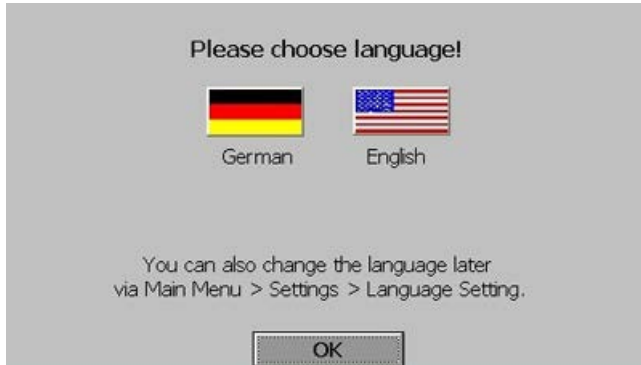 Please choose language!
German English
You can also change the language later
via Main Menu > Settings > Language Setting.
OK